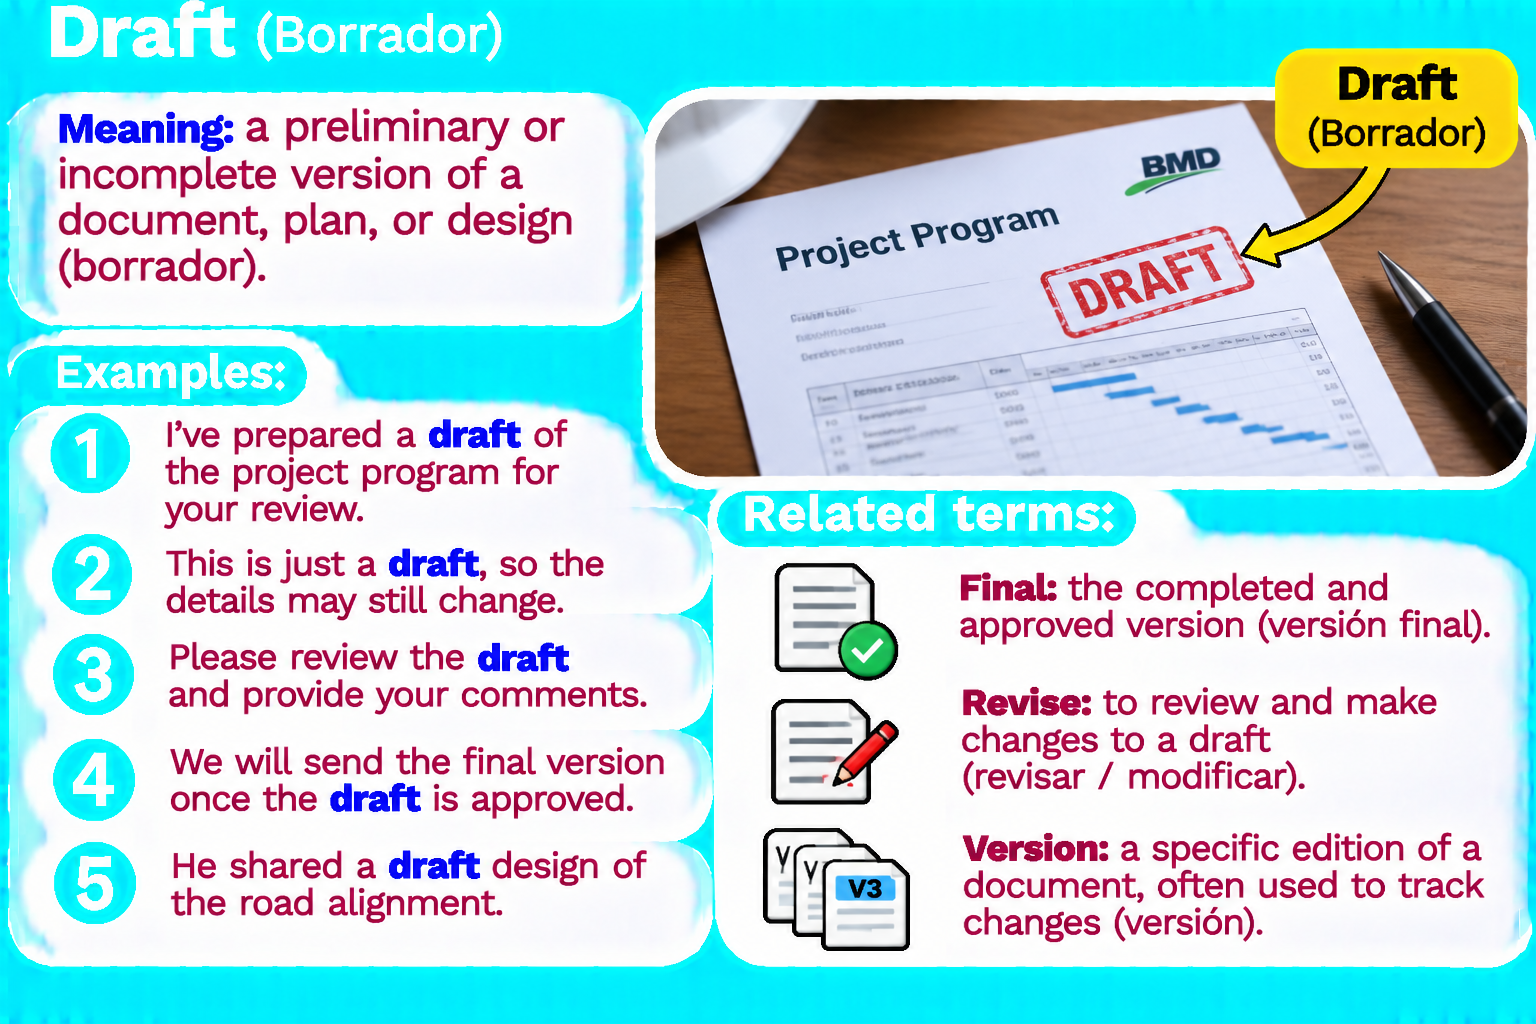 Draft (Borrador)
Meaning: a preliminary or
incomplete version of a
document, plan, or design
(borrador).
Draft
(Borrador)
BMD
Project Program
DRAFT
Examples:
1
I've prepared a draft of
the project program for
your review.
2
This is just a draft, so the
details may still change.
3
Please review the draft
and provide your comments.
4
We will send the final version
once the draft is approved.
5
He shared a draft design of
the road alignment.
Related terms:
Final: the completed and
approved version (versión final).
Revise: to review and make
changes to a draft
(revisar / modificar).
V
V
V3
Version: a specific edition of a
document, often used to track
changes (versión).